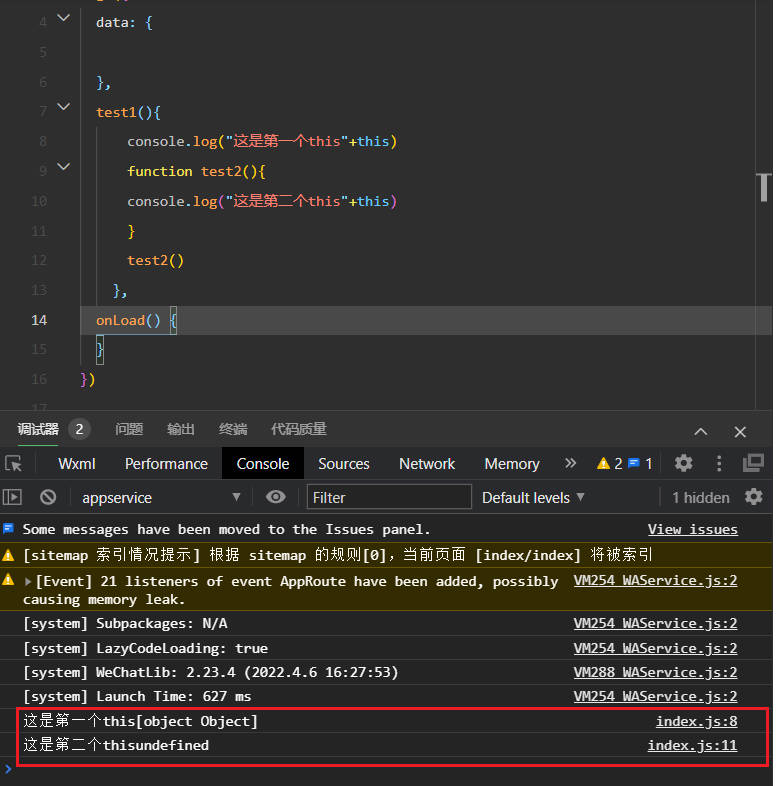 4 data: {
5
6 },
7 test1(){
8 console.log("这是第一个this"+this)
9 function test2(){
10 console.log("这是第二个this"+this)
11 }
12 test2()
13 },
14 onLoad() {
15 }
16 })
17
调试器 2 问题 输出 终端 代码质量
Wxml Performance Console Sources Network Memory 2 1
appservice Filter Default levels 1 hidden
Some messages have been moved to the Issues panel. View issues
[sitemap 索引情况提示] 根据 sitemap 的规则[0]，当前页面 [index/index] 将被索引
[Event] 21 listeners of event AppRoute have been added, possibly VM254 WAService.js:2
causing memory leak.
[system] Subpackages: N/A VM254 WAService.js:2
[system] LazyCodeLoading: true VM254 WAService.js:2
[system] WeChatLib: 2.23.4 (2022.4.6 16:27:53) VM288 WAService.js:2
[system] Launch Time: 627 ms VM254 WAService.js:2
这是第一个this[object Object] index.js:8
这是第二个thisundefined index.js:11